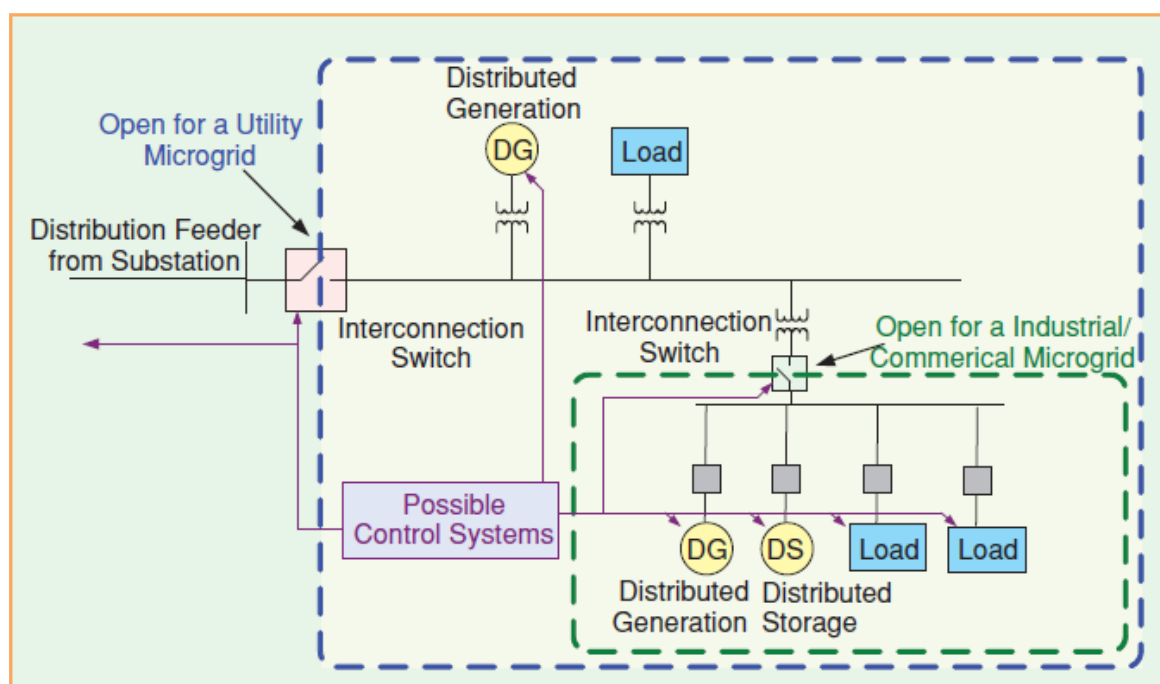 Distributed
Generation
DG
Load
Open for a Utility
Microgrid
Distribution Feeder
from Substation
Interconnection
Switch
Interconnection
Switch
Open for a Industrial/
Commerical Microgrid
Possible
Control Systems
DG
DS
Load
Load
Distributed
Generation
Distributed
Storage